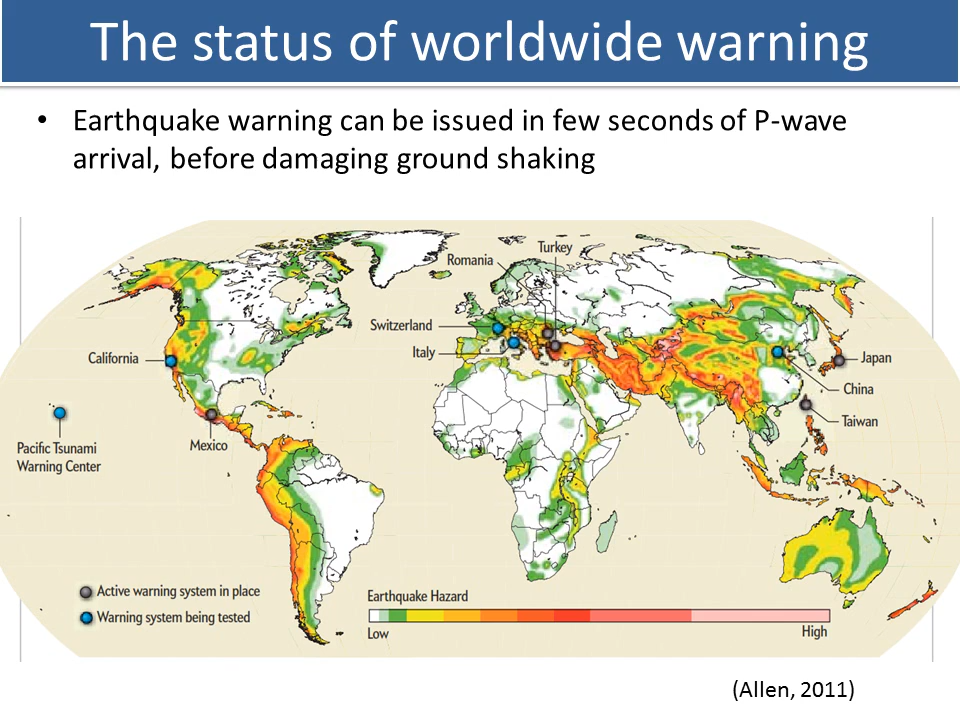 The status of worldwide warning
• Earthquake warning can be issued in few seconds of P-wave
arrival, before damaging ground shaking
Turkey
Romania
Switzerland
Italy
California
Japan
China
Taiwan
Mexico
Pacific Tsunami
Warning Center
Active warning system in place
Warning system being tested
Earthquake Hazard
Low
High
(Allen, 2011)